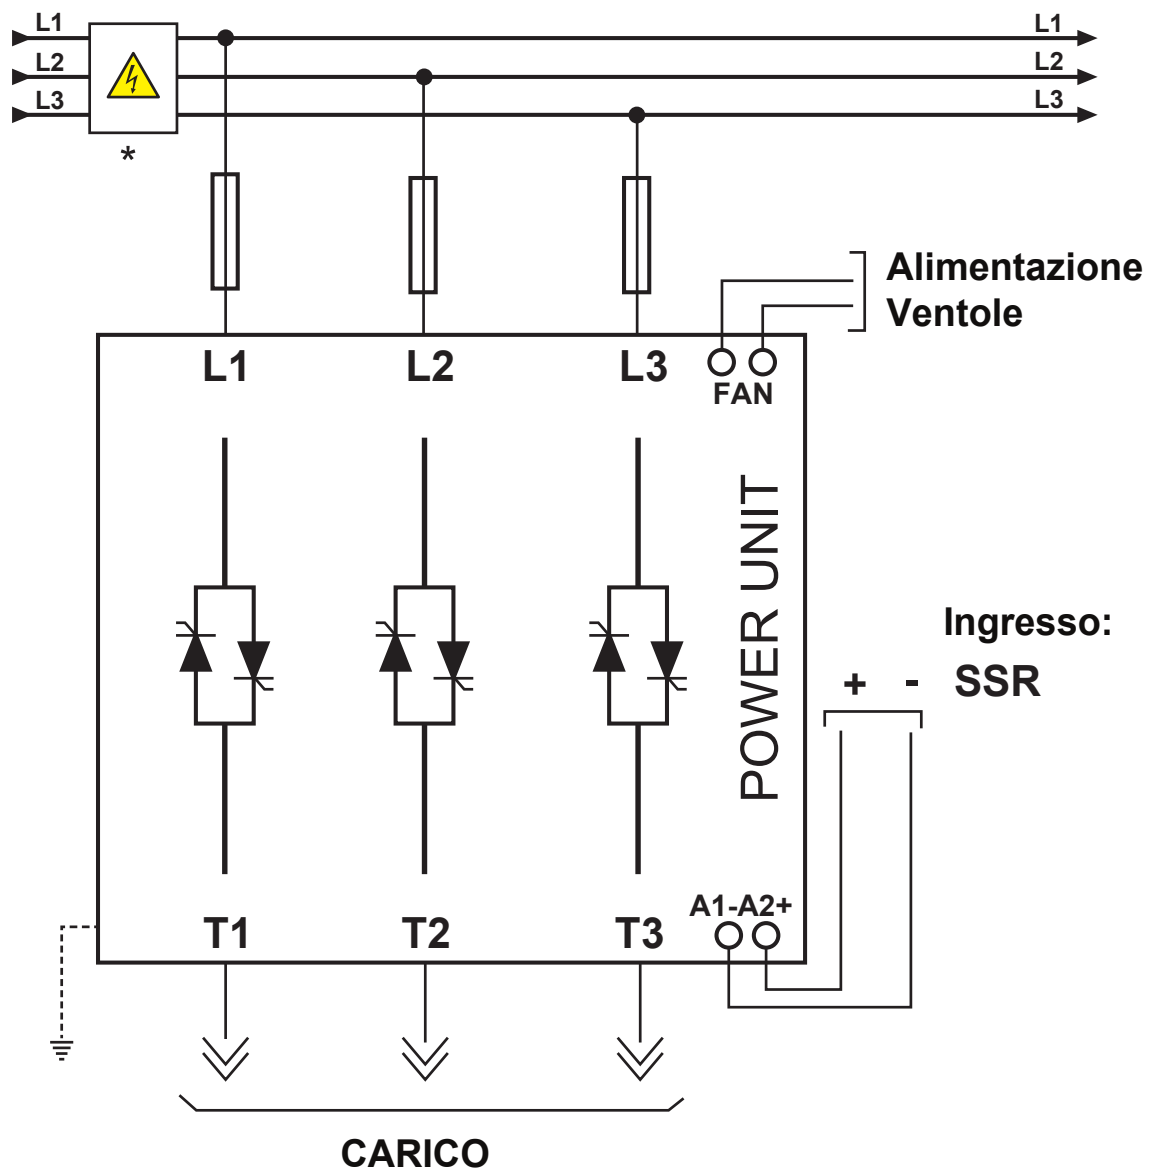 L1
L1
L2
L2
L3
L3
*
Alimentazione
Ventole
L1
L2
L3
FAN
POWER UNIT
Ingresso:
+ - SSR
A1-A2+
T1
T2
T3
CARICO